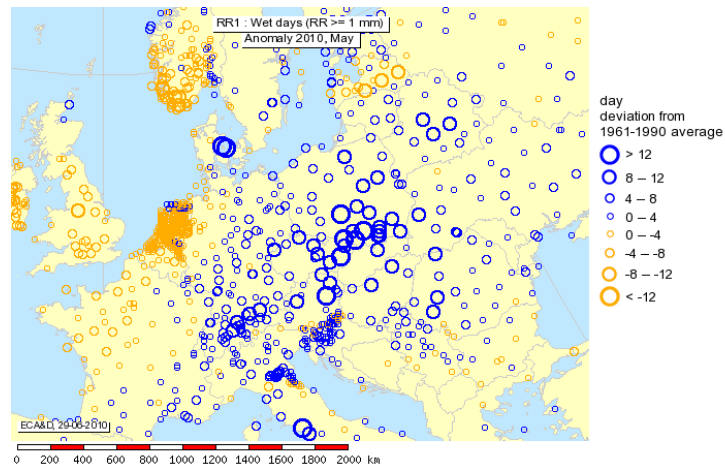 RR1 : Wet days (RR >= 1 mm)
Anomaly 2010, May
day
deviation from
1961-1990 average
> 12
8 – 12
4 – 8
0 – 4
0 – -4
-4 – -8
-8 – -12
< -12
ECA&D, 29-06-2010
0 200 400 600 800 1000 1200 1400 1600 1800 2000 km